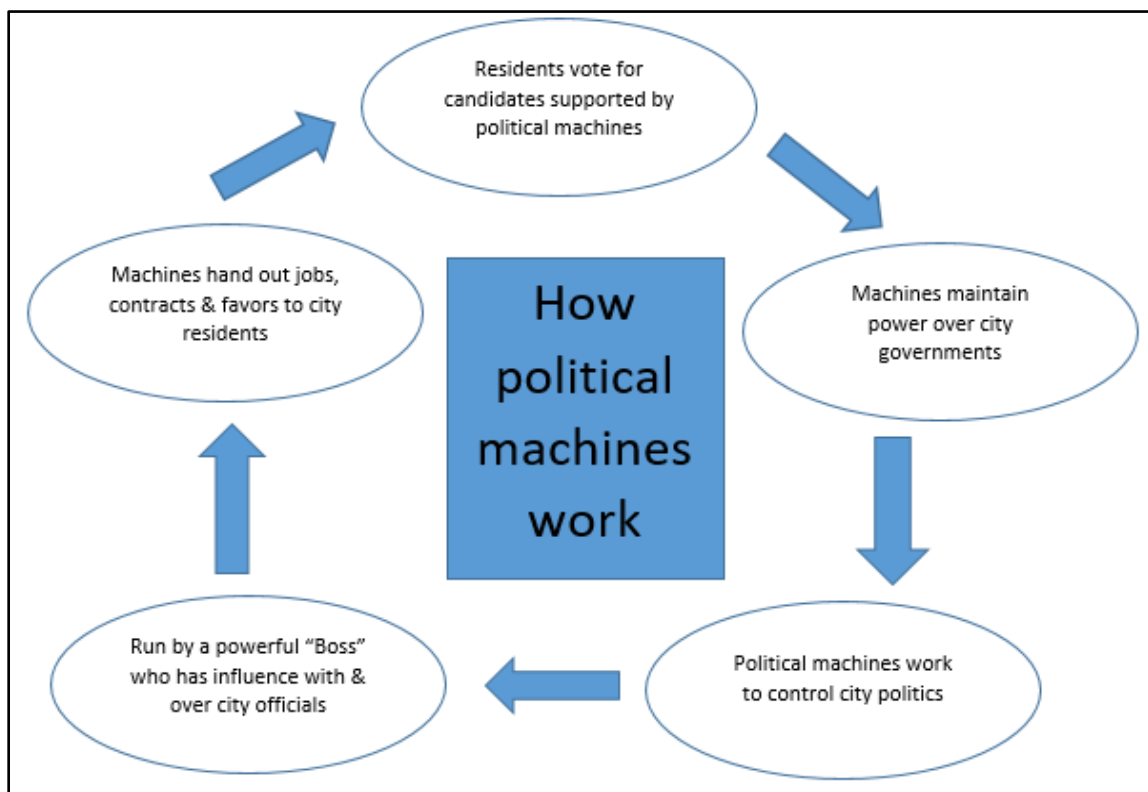 Residents vote for
candidates supported by
political machines
Machines hand out jobs,
contracts & favors to city
residents
How
political
machines
work
Machines maintain
power over city
governments
Run by a powerful “Boss”
who has influence with &
over city officials
Political machines work
to control city politics